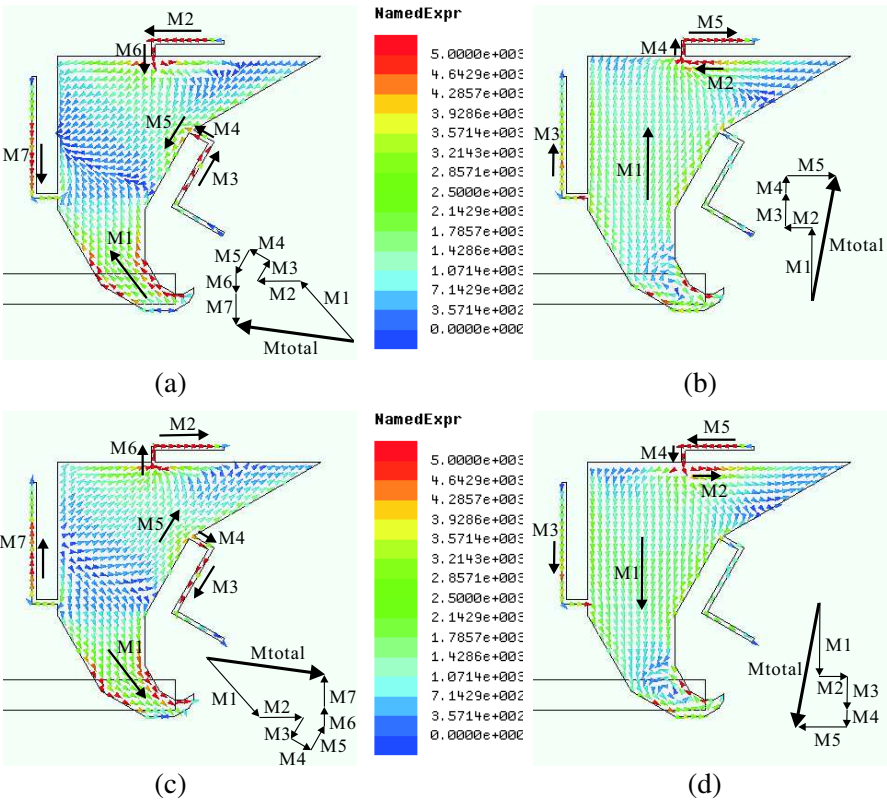 NamedExpr
5.0000e+003
4.6429e+003
4.2857e+003
3.9286e+003
3.5714e+003
3.2143e+003
2.8571e+003
2.5000e+003
2.1429e+003
1.7857e+003
1.4286e+003
1.0714e+003
7.1429e+002
3.5714e+002
0.0000e+000
M2
M6
M5
M4
M7
M3
M1
M4
M5
M3
M6
M2
M1
M7
Mtotal
(a)
M5
M4
M2
M3
M1
M5
M4
M3
M2
M1
Mtotal
(b)
NamedExpr
5.0000e+003
4.6429e+003
4.2857e+003
3.9286e+003
3.5714e+003
3.2143e+003
2.8571e+003
2.5000e+003
2.1429e+003
1.7857e+003
1.4286e+003
1.0714e+003
7.1429e+002
3.5714e+002
0.0000e+000
M2
M6
M5
M4
M7
M3
M1
Mtotal
M1
M2
M7
M3
M6
M4
M5
(c)
M5
M4
M2
M3
M1
M1
Mtotal
M2
M3
M4
M5
(d)